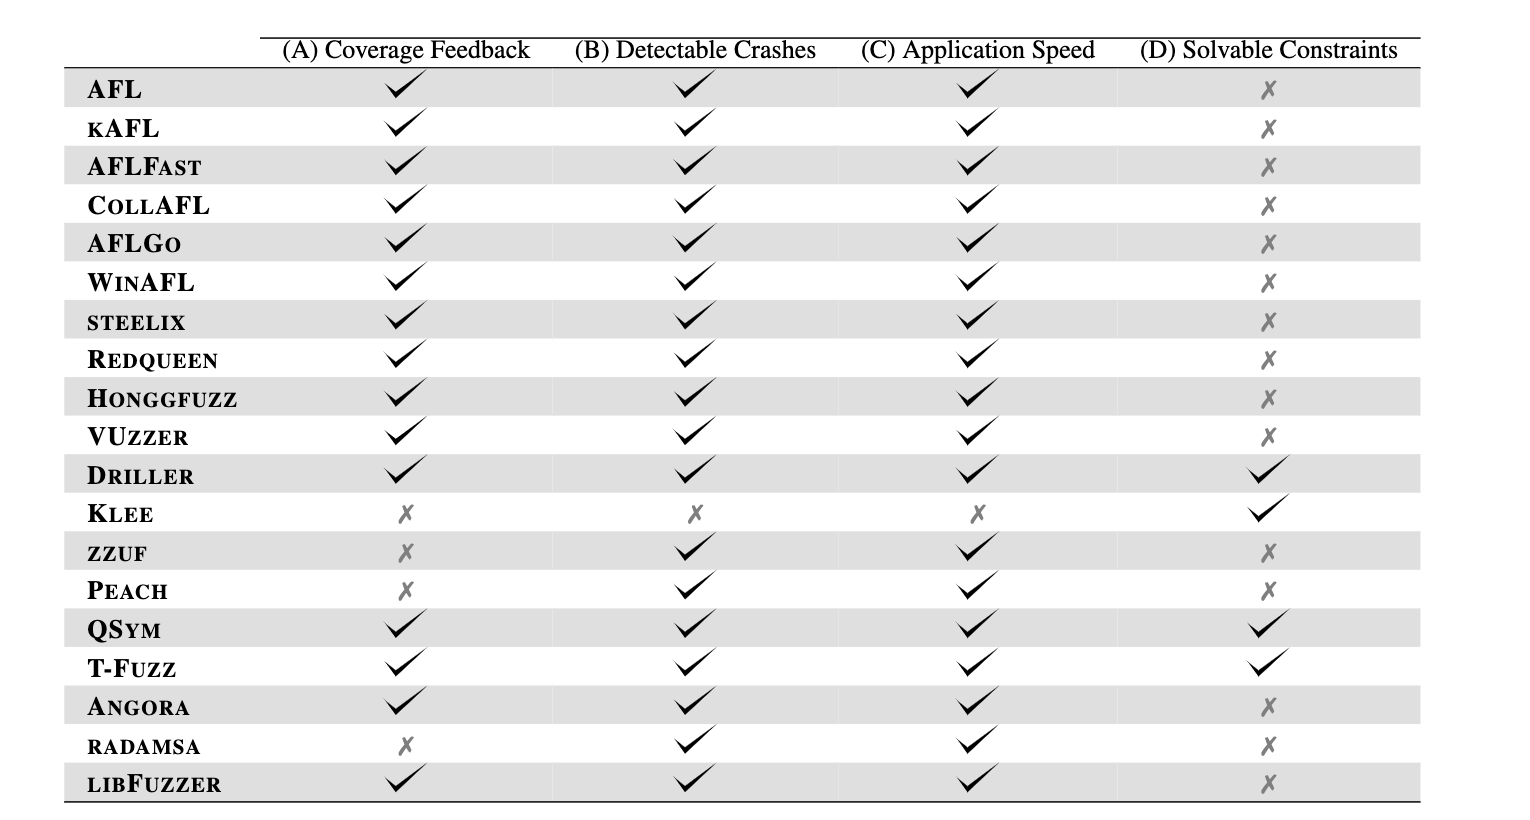 (A) Coverage Feedback (B) Detectable Crashes (C) Application Speed (D) Solvable Constraints
AFL ✓ ✓ ✓ ✗
KAFL ✓ ✓ ✓ ✗
AFLFAST ✓ ✓ ✓ ✗
COLLAFL ✓ ✓ ✓ ✗
AFLGO ✓ ✓ ✓ ✗
WINAFL ✓ ✓ ✓ ✗
STEELIX ✓ ✓ ✓ ✗
REDQUEEN ✓ ✓ ✓ ✗
HONGGFUZZ ✓ ✓ ✓ ✗
VUZZER ✓ ✓ ✓ ✗
DRILLER ✓ ✓ ✓ ✓
KLEE ✗ ✗ ✗ ✓
ZZUF ✗ ✓ ✓ ✗
PEACH ✗ ✓ ✓ ✗
QSYM ✓ ✓ ✓ ✓
T-FUZZ ✓ ✓ ✓ ✓
ANGORA ✓ ✓ ✓ ✗
RADAMSA ✗ ✓ ✓ ✗
LIBFUZZER ✓ ✓ ✓ ✗